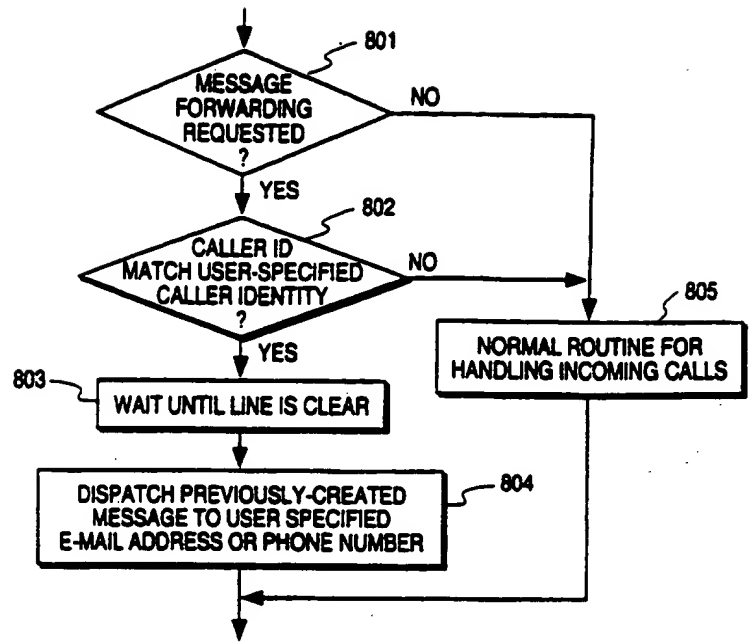 801
MESSAGE
FORWARDING
REQUESTED
?
NO
YES
802
CALLER ID
MATCH USER-SPECIFIED
CALLER IDENTITY
?
NO
YES
805
NORMAL ROUTINE FOR
HANDLING INCOMING CALLS
803
WAIT UNTIL LINE IS CLEAR
804
DISPATCH PREVIOUSLY-CREATED
MESSAGE TO USER SPECIFIED
E-MAIL ADDRESS OR PHONE NUMBER